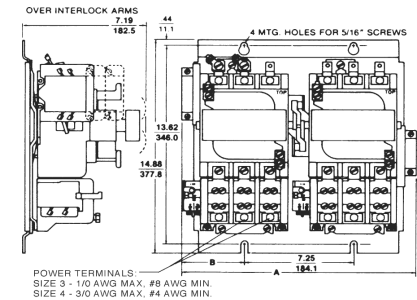 OVER INTERLOCK ARMS
7.19
182.5
44
11.1
4 MTG. HOLES FOR 5/16" SCREWS
TOP
TOP
13.62
346.0
14.88
377.8
B
7.25
184.1
A
POWER TERMINALS:
SIZE 3 - 1/0 AWG MAX, #8 AWG MIN.
SIZE 4 - 3/0 AWG MAX, #4 AWG MIN.